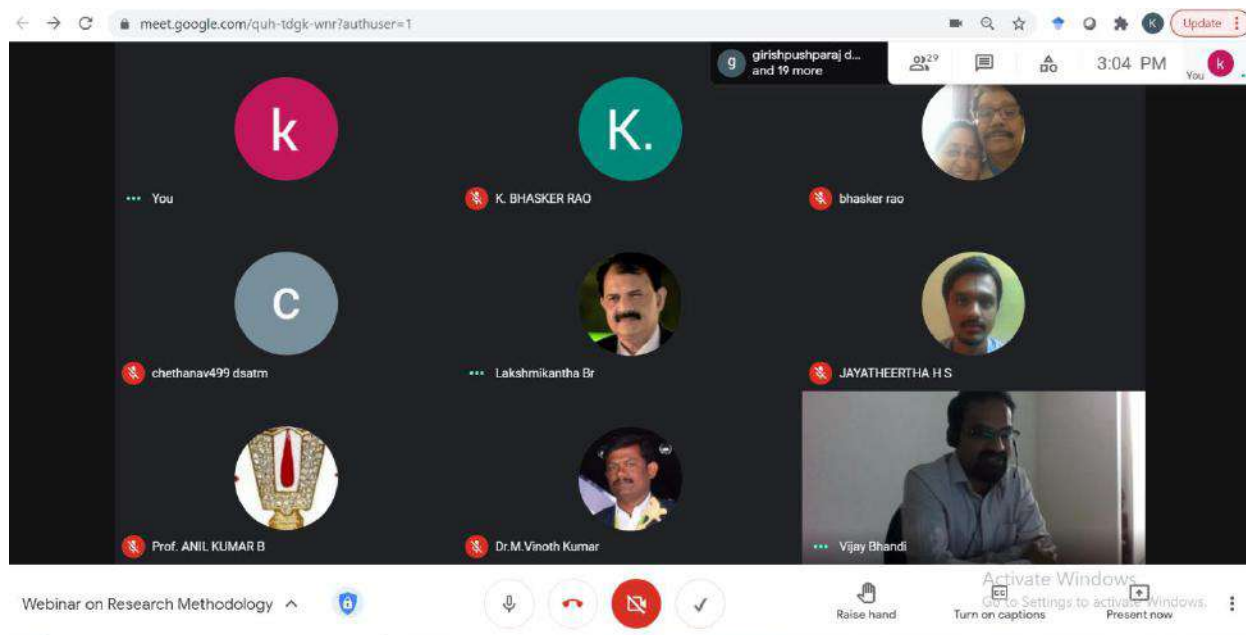 meet.google.com/quh-tdgk-wnr?authuser=1
K
Update
g
girishpushparaj d...
and 19 more
29
3:04 PM
You
k
k
K.
You
K. BHASKER RAO
bhasker rao
C
chethanav499 dsatm
Lakshmikantha Br
JAYATHEERTHA H S
Prof. ANIL KUMAR B
Dr.M.Vinoth Kumar
Vijay Bhandi
Activate Windows
Go to Settings to activate Windows.
Webinar on Research Methodology
Raise hand
CC
Turn on captions
Present now